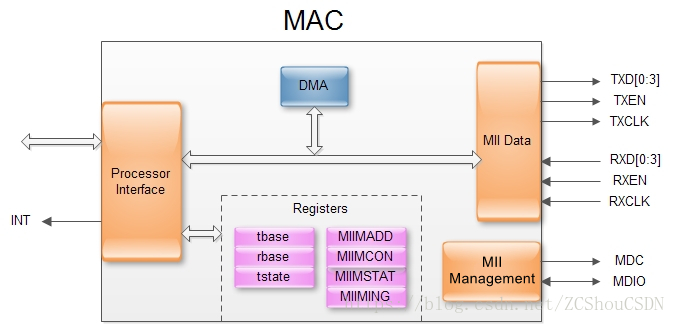 MAC
DMA
TXD[0:3]
TXEN
TXCLK
MII Data
RXD[0:3]
RXEN
RXCLK
Processor
Interface
INT
Registers
tbase
rbase
tstate
MIIMADD
MIIMCON
MIIMSTAT
MIIMING
MII
Management
MDC
MDIO
https://blog.csdn.net/ZCShouCSDN